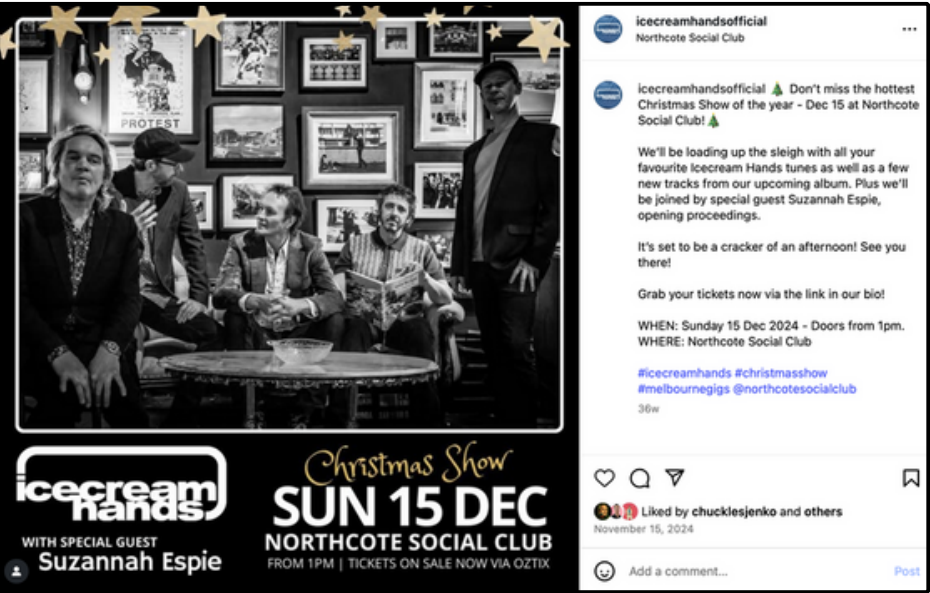 PROTEST
icecream
hands
WITH SPECIAL GUEST
Suzannah Espie
Christmas Show
SUN 15 DEC
NORTHCOTE SOCIAL CLUB
FROM 1PM | TICKETS ON SALE NOW VIA OZTIX
icecreamhandsofficial
Northcote Social Club
icecreamhandsofficial 🎄 Don't miss the hottest
Christmas Show of the year - Dec 15 at Northcote
Social Club!🎄
We'll be loading up the sleigh with all your
favourite Icecream Hands tunes as well as a few
new tracks from our upcoming album. Plus we'll
be joined by special guest Suzannah Espie,
opening proceedings.
It's set to be a cracker of an afternoon! See you
there!
Grab your tickets now via the link in our bio!
WHEN: Sunday 15 Dec 2024 - Doors from 1pm.
WHERE: Northcote Social Club
#icecreamhands #christmasshow
#melbournegigs @northcotesocialclub
36w
Liked by chucklesjenko and others
November 15, 2024
Add a comment...
Post